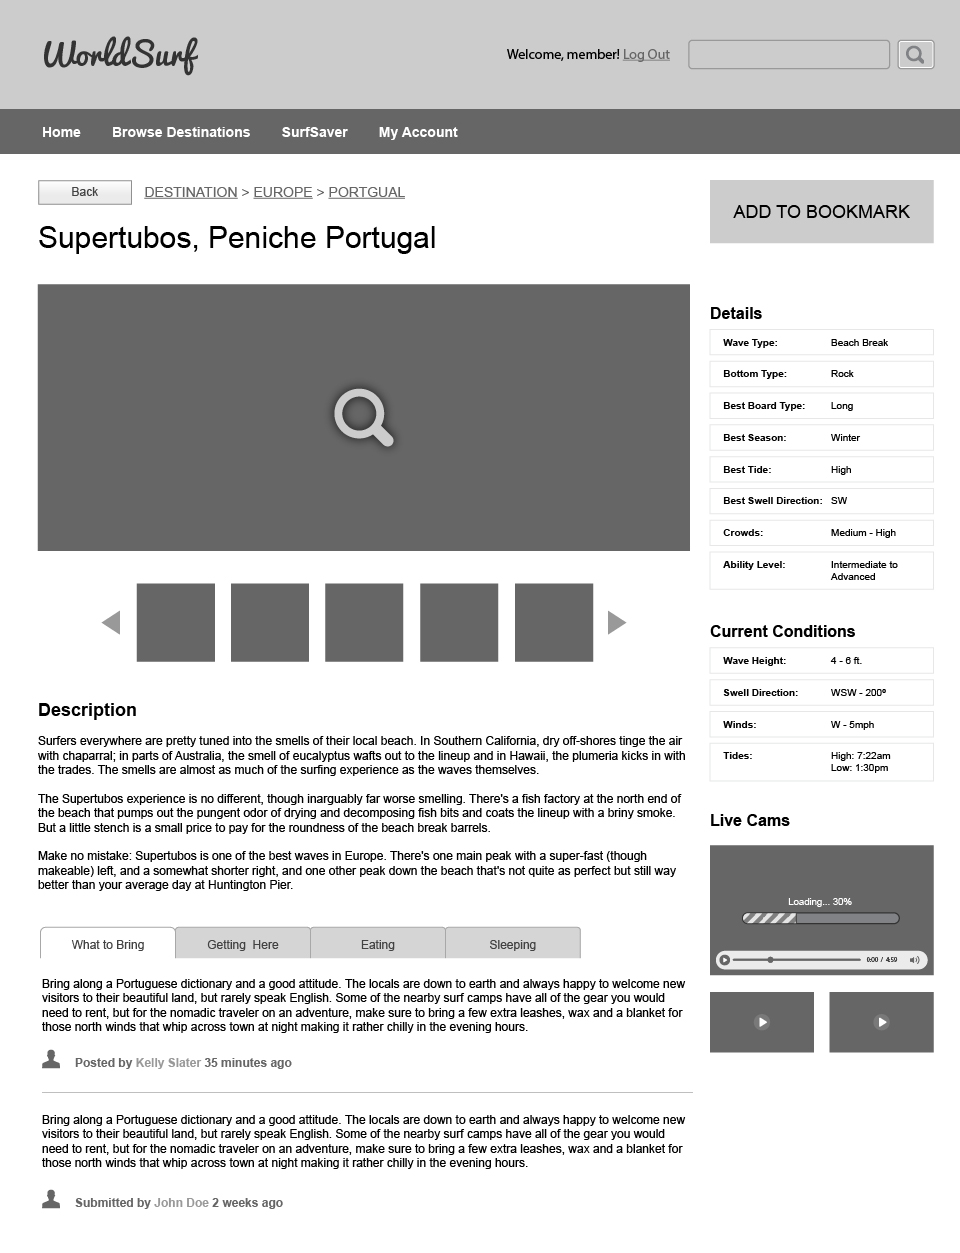 WorldSurf
Welcome, member! Log Out
Home Browse Destinations SurfSaver My Account
Back DESTINATION > EUROPE > PORTGUAL
Supertubos, Peniche Portugal
Description
Surfers everywhere are pretty tuned into the smells of their local beach. In Southern California, dry off-shores tinge the air
with chaparral; in parts of Australia, the smell of eucalyptus wafts out to the lineup and in Hawaii, the plumeria kicks in with
the trades. The smells are almost as much of the surfing experience as the waves themselves.
The Supertubos experience is no different, though inarguably far worse smelling. There's a fish factory at the north end of
the beach that pumps out the pungent odor of drying and decomposing fish bits and coats the lineup with a briny smoke.
But a little stench is a small price to pay for the roundness of the beach break barrels.
Make no mistake: Supertubos is one of the best waves in Europe. There's one main peak with a super-fast (though
makeable) left, and a somewhat shorter right, and one other peak down the beach that's not quite as perfect but still way
better than your average day at Huntington Pier.
What to Bring Getting Here Eating Sleeping
Bring along a Portuguese dictionary and a good attitude. The locals are down to earth and always happy to welcome new
visitors to their beautiful land, but rarely speak English. Some of the nearby surf camps have all of the gear you would
need to rent, but for the nomadic traveler on an adventure, make sure to bring a few extra leashes, wax and a blanket for
those north winds that whip across town at night making it rather chilly in the evening hours.
Posted by Kelly Slater 35 minutes ago
Bring along a Portuguese dictionary and a good attitude. The locals are down to earth and always happy to welcome new
visitors to their beautiful land, but rarely speak English. Some of the nearby surf camps have all of the gear you would
need to rent, but for the nomadic traveler on an adventure, make sure to bring a few extra leashes, wax and a blanket for
those north winds that whip across town at night making it rather chilly in the evening hours.
Submitted by John Doe 2 weeks ago
ADD TO BOOKMARK
Details
Wave Type: Beach Break
Bottom Type: Rock
Best Board Type: Long
Best Season: Winter
Best Tide: High
Best Swell Direction: SW
Crowds: Medium - High
Ability Level: Intermediate to
Advanced
Current Conditions
Wave Height: 4 - 6 ft.
Swell Direction: WSW - 200º
Winds: W - 5mph
Tides: High: 7:22am
Low: 1:30pm
Live Cams
Loading... 30%
0:00 / 4:59